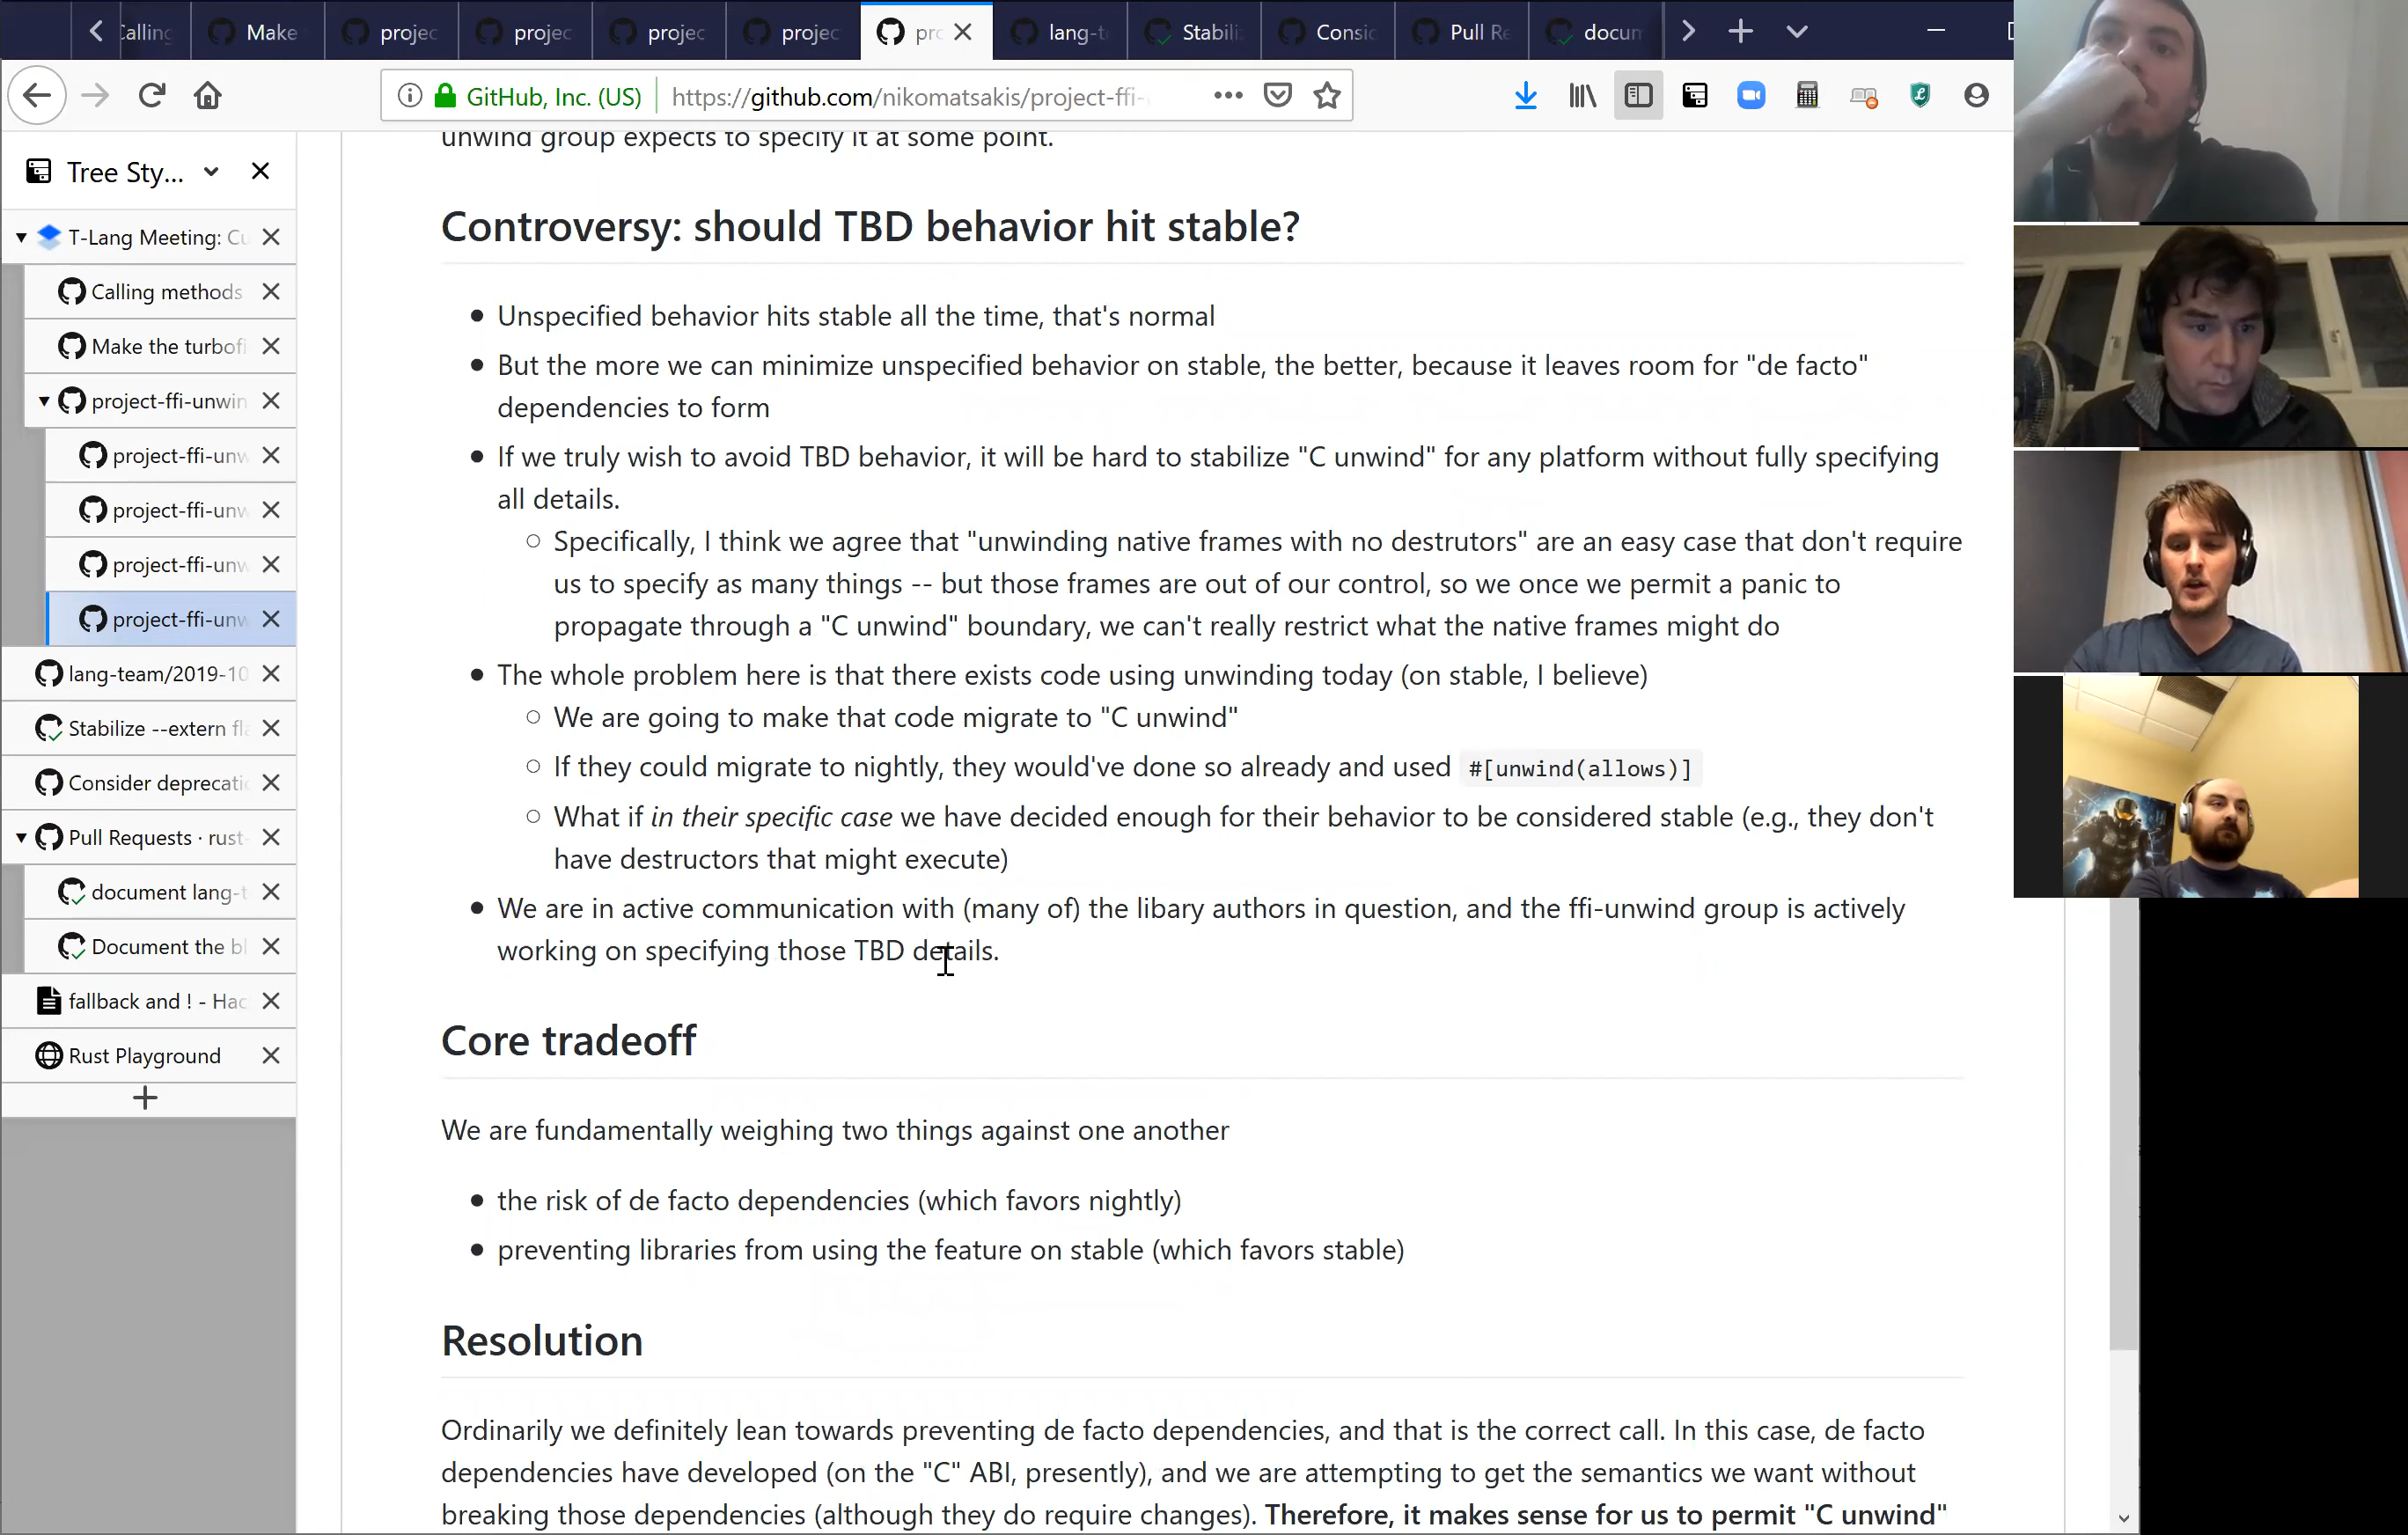 Calling
Make
projec
projec
projec
projec
pro
lang-t
Stabili
Consid
Pull Re
docum
GitHub, Inc. (US)
https://github.com/nikomatsakis/project-ffi-
Tree Sty...
T-Lang Meeting: Cu
Calling methods
Make the turbofi
project-ffi-unwin
project-ffi-unw
project-ffi-unw
project-ffi-unw
project-ffi-unw
lang-team/2019-10
Stabilize --extern fla
Consider deprecatio
Pull Requests · rust-
document lang-t
Document the bl
fallback and ! - Hac
Rust Playground
unwind group expects to specify it at some point.
Controversy: should TBD behavior hit stable?
• Unspecified behavior hits stable all the time, that's normal
• But the more we can minimize unspecified behavior on stable, the better, because it leaves room for "de facto"
dependencies to form
• If we truly wish to avoid TBD behavior, it will be hard to stabilize "C unwind" for any platform without fully specifying
all details.
○ Specifically, I think we agree that "unwinding native frames with no destrutors" are an easy case that don't require
us to specify as many things -- but those frames are out of our control, so we once we permit a panic to
propagate through a "C unwind" boundary, we can't really restrict what the native frames might do
• The whole problem here is that there exists code using unwinding today (on stable, I believe)
○ We are going to make that code migrate to "C unwind"
○ If they could migrate to nightly, they would've done so already and used #[unwind(allows)]
○ What if in their specific case we have decided enough for their behavior to be considered stable (e.g., they don't
have destructors that might execute)
• We are in active communication with (many of) the libary authors in question, and the ffi-unwind group is actively
working on specifying those TBD details.
Core tradeoff
We are fundamentally weighing two things against one another
• the risk of de facto dependencies (which favors nightly)
• preventing libraries from using the feature on stable (which favors stable)
Resolution
Ordinarily we definitely lean towards preventing de facto dependencies, and that is the correct call. In this case, de facto
dependencies have developed (on the "C" ABI, presently), and we are attempting to get the semantics we want without
breaking those dependencies (although they do require changes). Therefore, it makes sense for us to permit "C unwind"